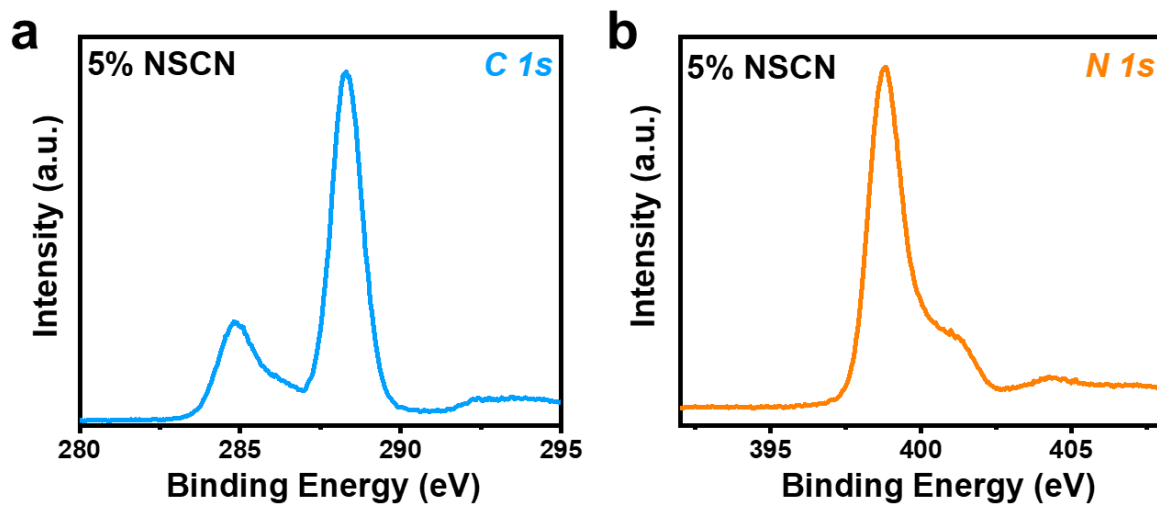 a
5% NSCN
C 1s
Intensity (a.u.)
280
285
290
295
Binding Energy (eV)
b
5% NSCN
N 1s
Intensity (a.u.)
395
400
405
Binding Energy (eV)